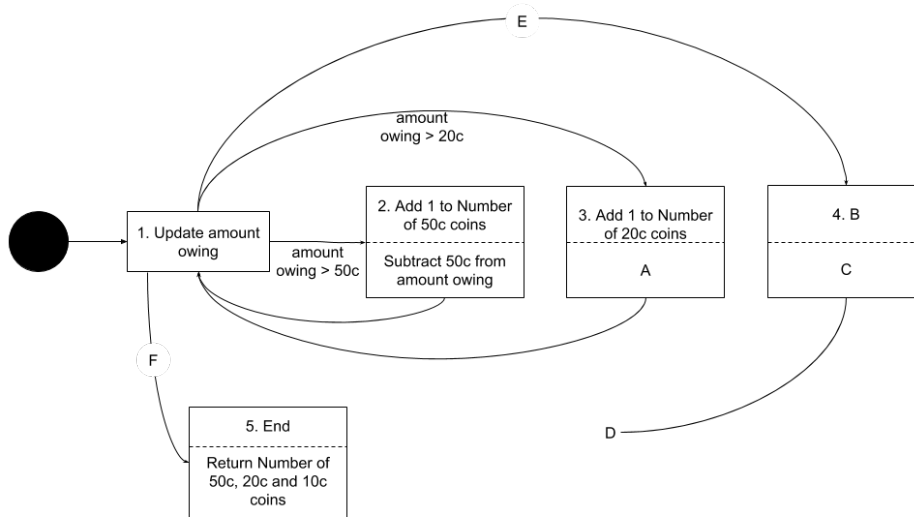 E
amount
owing > 20c
1. Update amount
owing
amount
owing > 50c
2. Add 1 to Number
of 50c coins
Subtract 50c from
amount owing
3. Add 1 to Number
of 20c coins
A
4. B
C
F
D
5. End
Return Number of
50c, 20c and 10c
coins